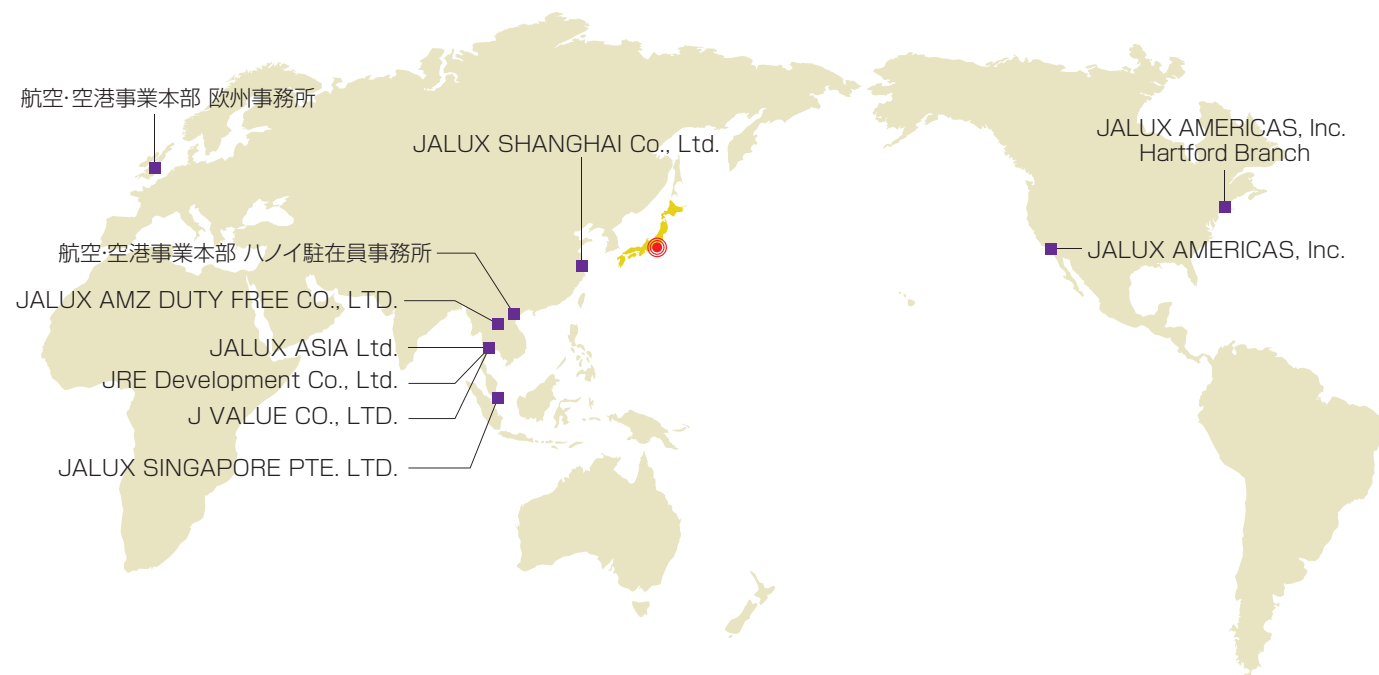 航空･空港事業本部 欧州事務所
JALUX SHANGHAI Co., Ltd.
JALUX AMERICAS, Inc.
Hartford Branch
JALUX AMERICAS, Inc.
航空･空港事業本部 ハノイ駐在員事務所
JALUX AMZ DUTY FREE CO., LTD.
JALUX ASIA Ltd.
JRE Development Co., Ltd.
J VALUE CO., LTD.
JALUX SINGAPORE PTE. LTD.